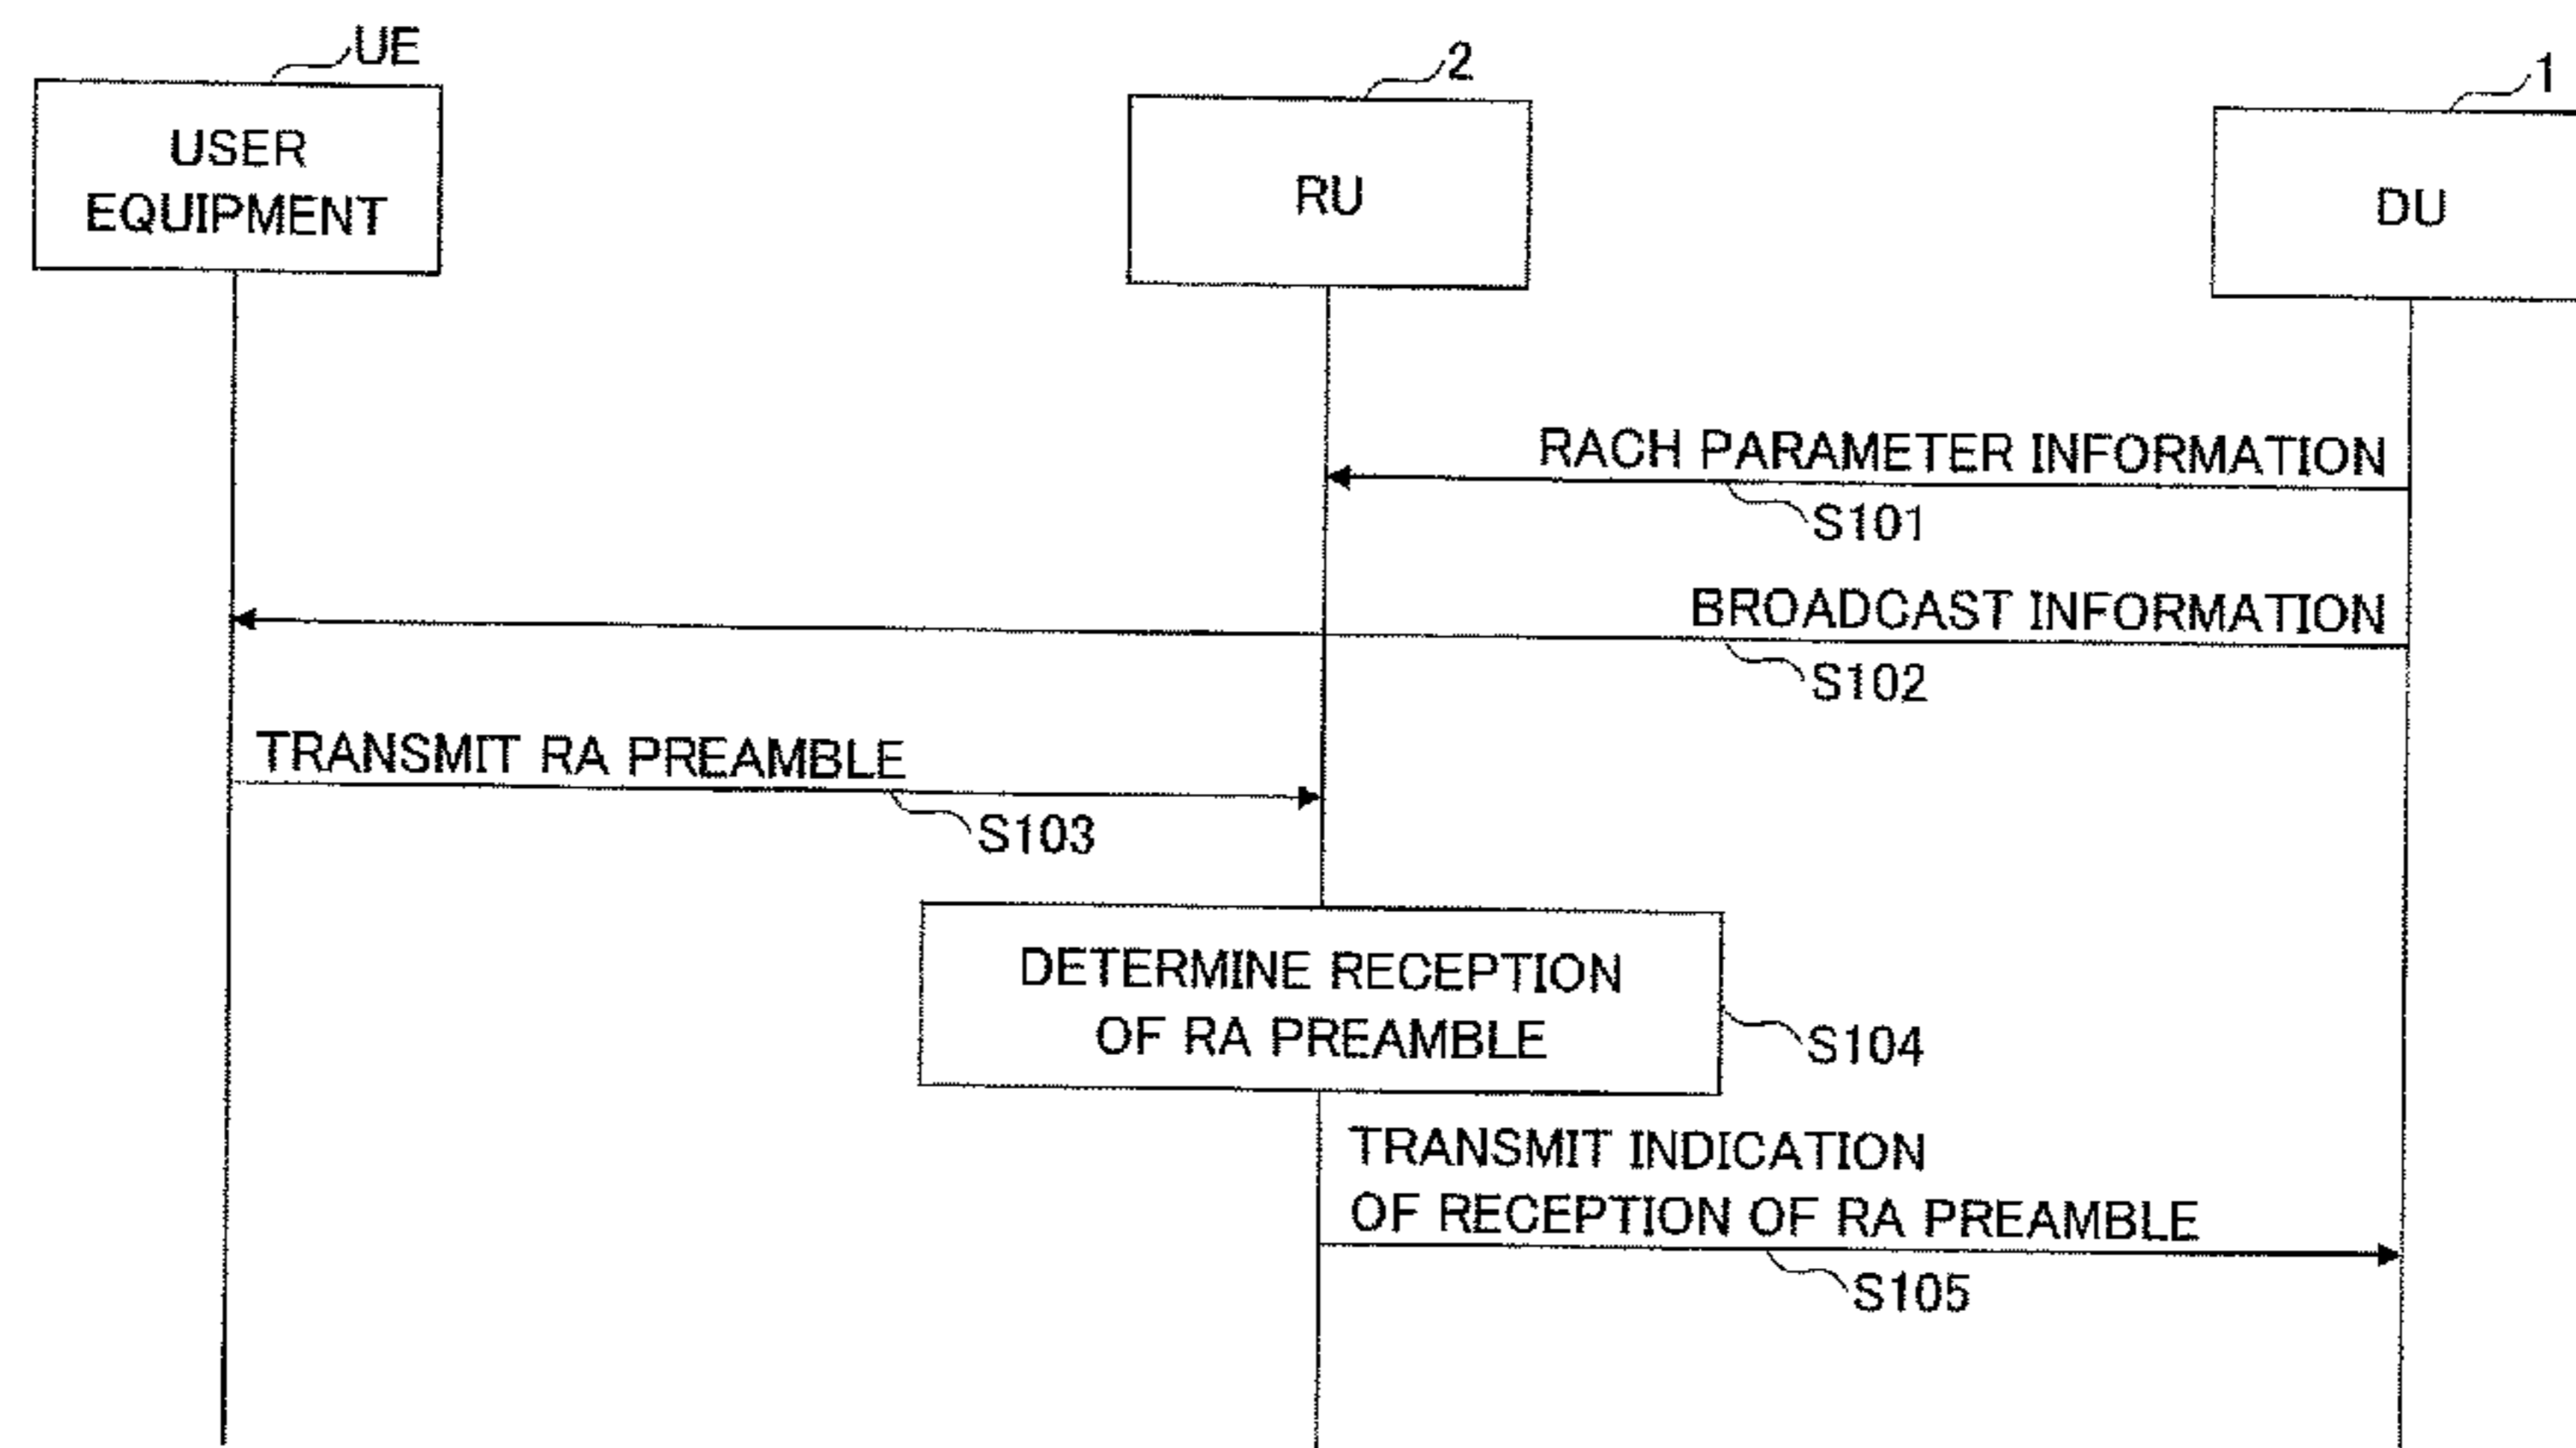 UE
2
1
USER
EQUIPMENT
RU
DU
RACH PARAMETER INFORMATION
S101
BROADCAST INFORMATION
S102
TRANSMIT RA PREAMBLE
S103
DETERMINE RECEPTION
OF RA PREAMBLE
S104
TRANSMIT INDICATION
OF RECEPTION OF RA PREAMBLE
S105